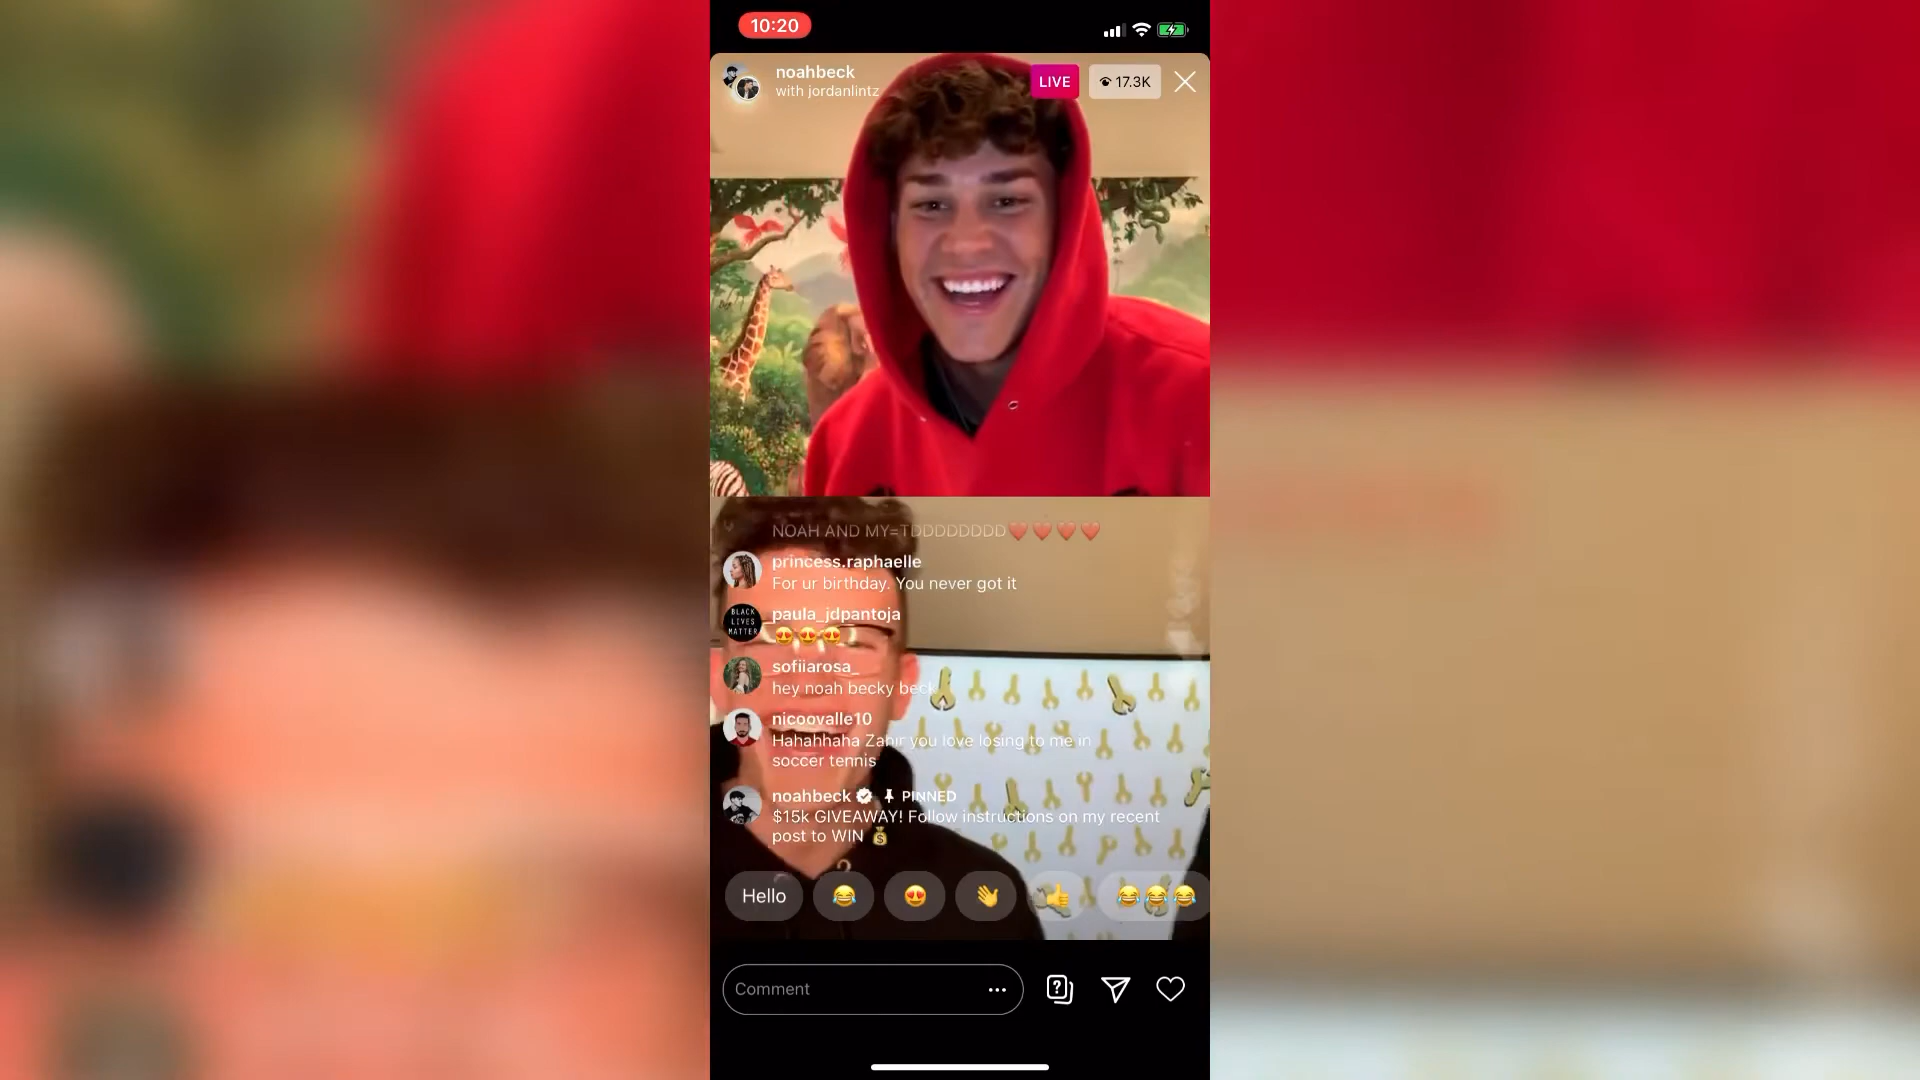 10:20
noahbeck
with jordanlintz
LIVE
17.3K
NOAH AND MY=TDDDDDDDD❤️❤️❤️❤️
princess.raphaelle
For ur birthday. You never got it
BLACK
LIVES
MATTER
paula_jdpantoja
😍😍😍
sofiiarosa_
hey noah becky beck
nicoovalle10
Hahahhaha Zahir you love losing to me in
soccer tennis
noahbeck PINNED
$15k GIVEAWAY! Follow instructions on my recent
post to WIN 💰
Hello 😂 😍 👋 👍 😂😂😂
Comment